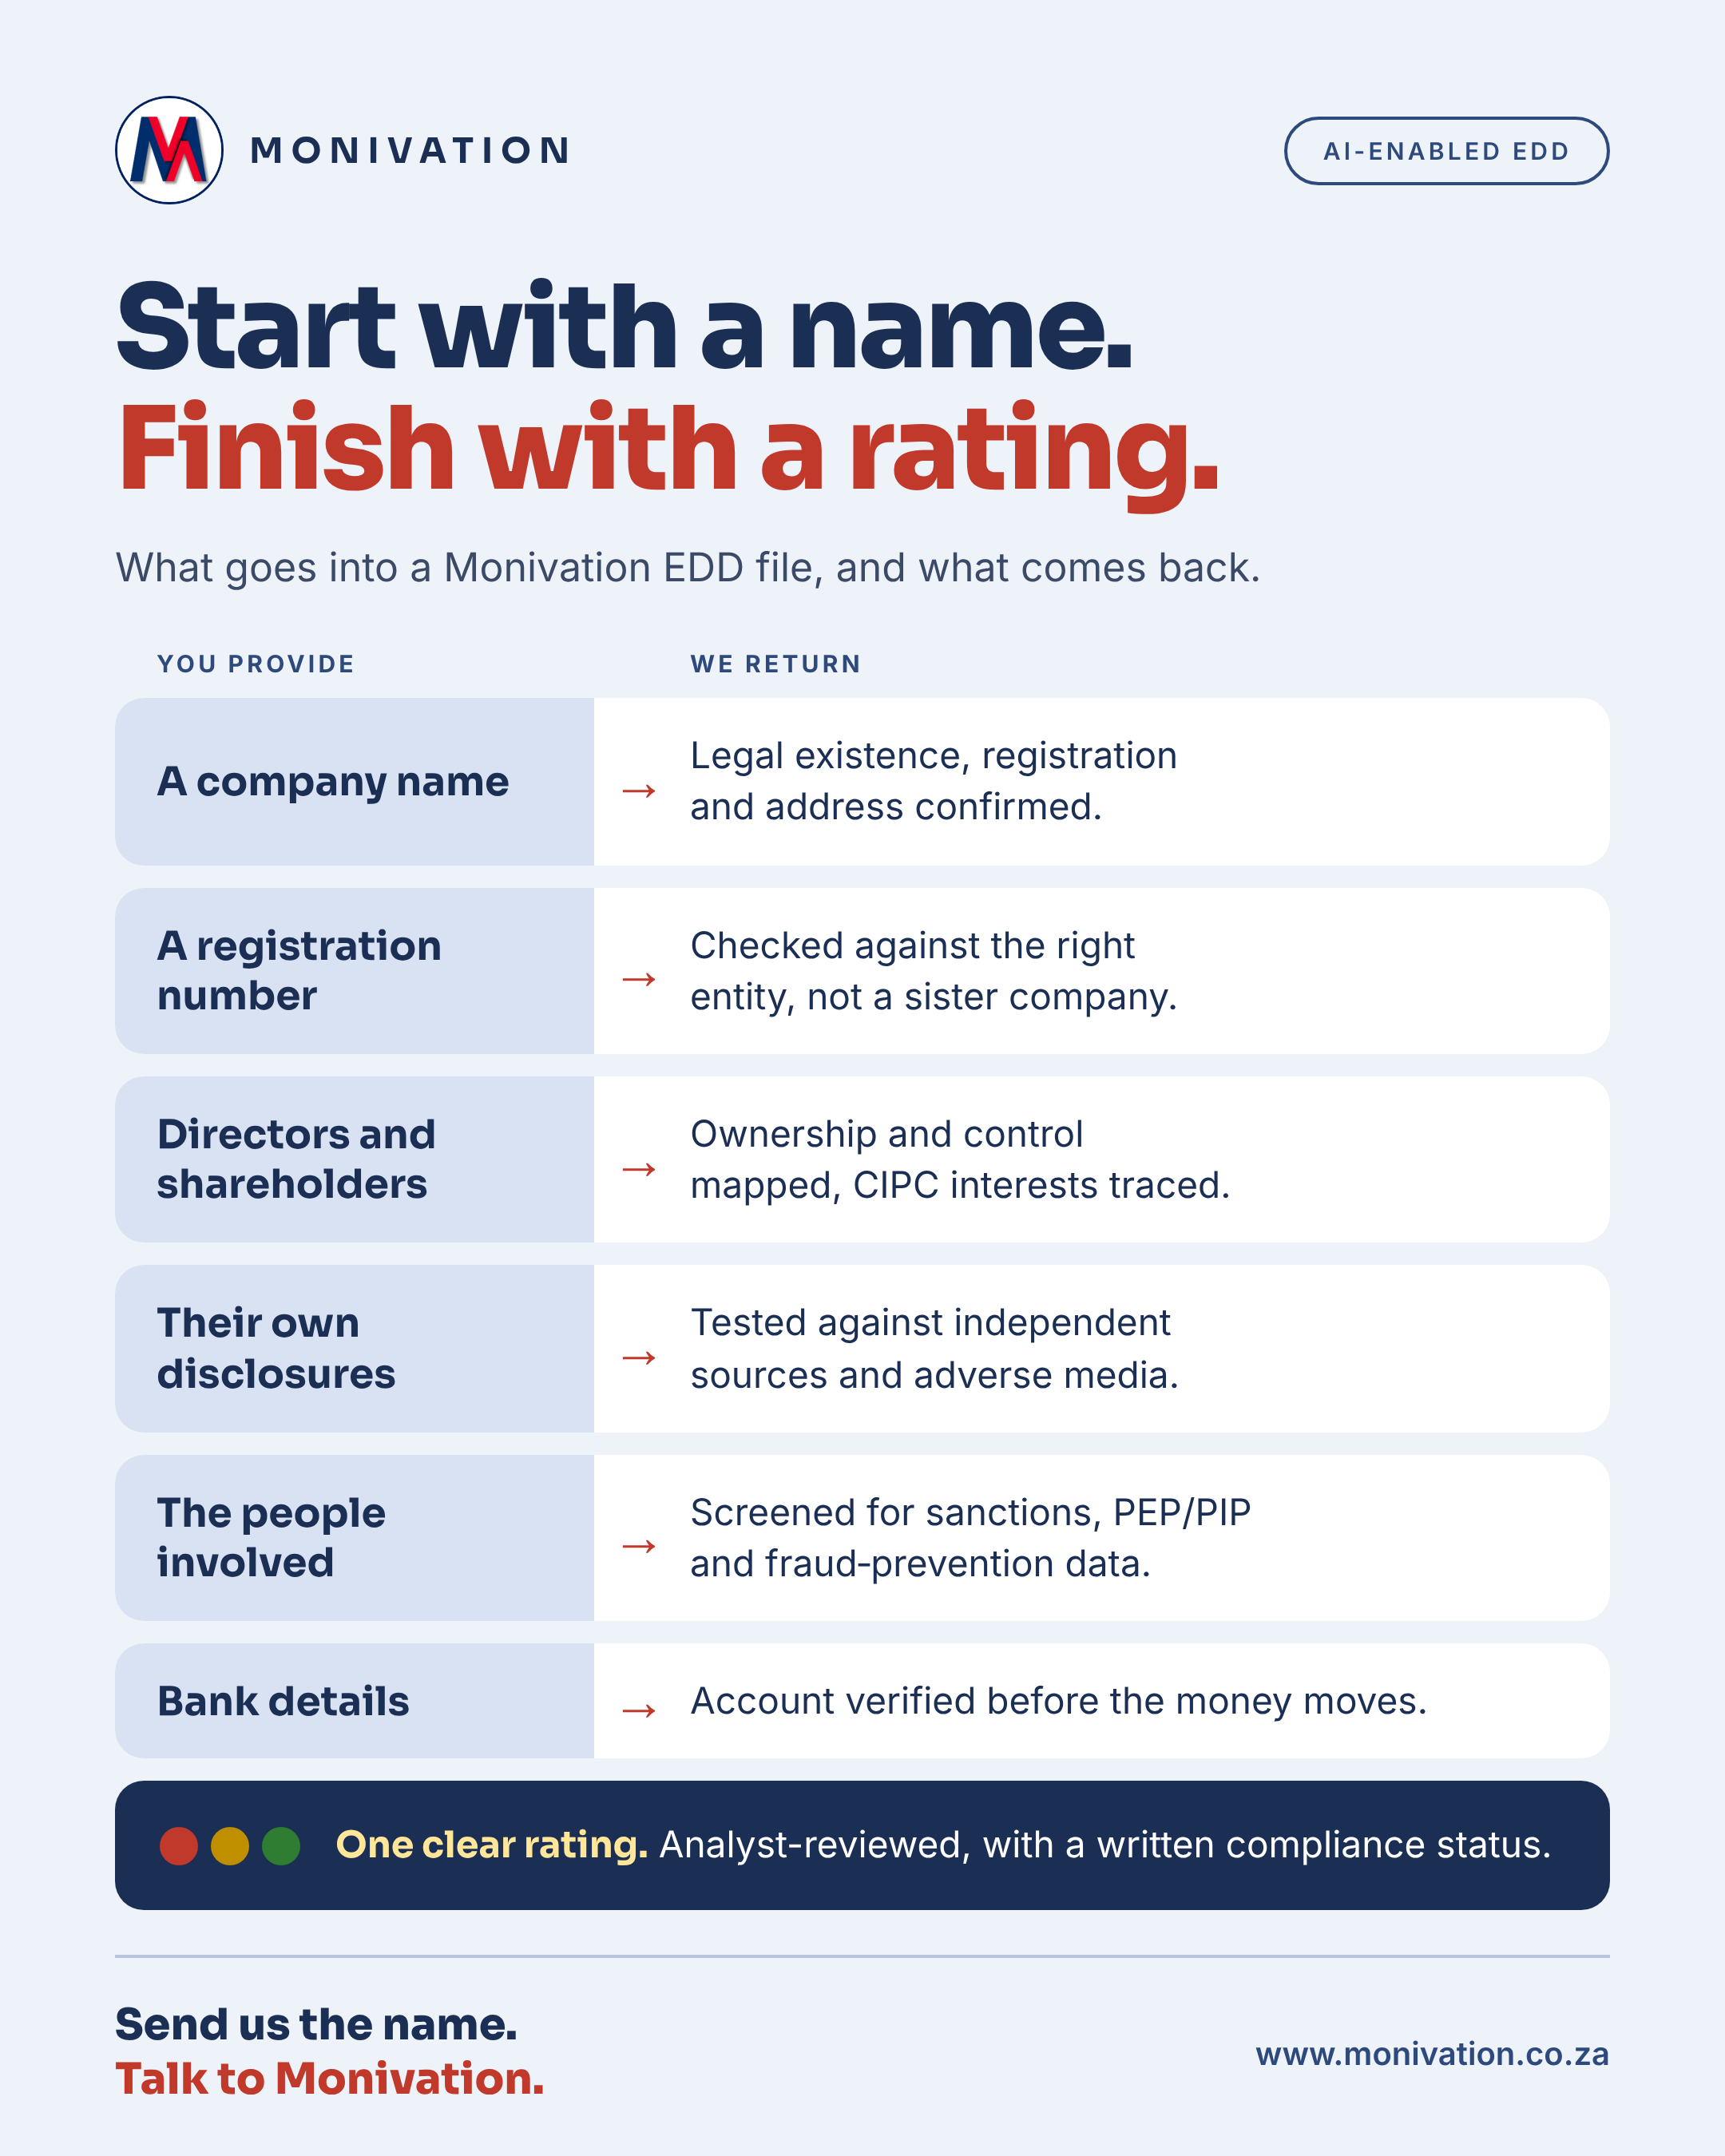 MONIVATION
AI-ENABLED EDD
Start with a name.
Finish with a rating.
What goes into a Monivation EDD file, and what comes back.
YOU PROVIDE
WE RETURN
A company name
→
Legal existence, registration
and address confirmed.
A registration
number
→
Checked against the right
entity, not a sister company.
Directors and
shareholders
→
Ownership and control
mapped, CIPC interests traced.
Their own
disclosures
→
Tested against independent
sources and adverse media.
The people
involved
→
Screened for sanctions, PEP/PIP
and fraud-prevention data.
Bank details
→
Account verified before the money moves.
One clear rating. Analyst-reviewed, with a written compliance status.
Send us the name.
Talk to Monivation.
www.monivation.co.za